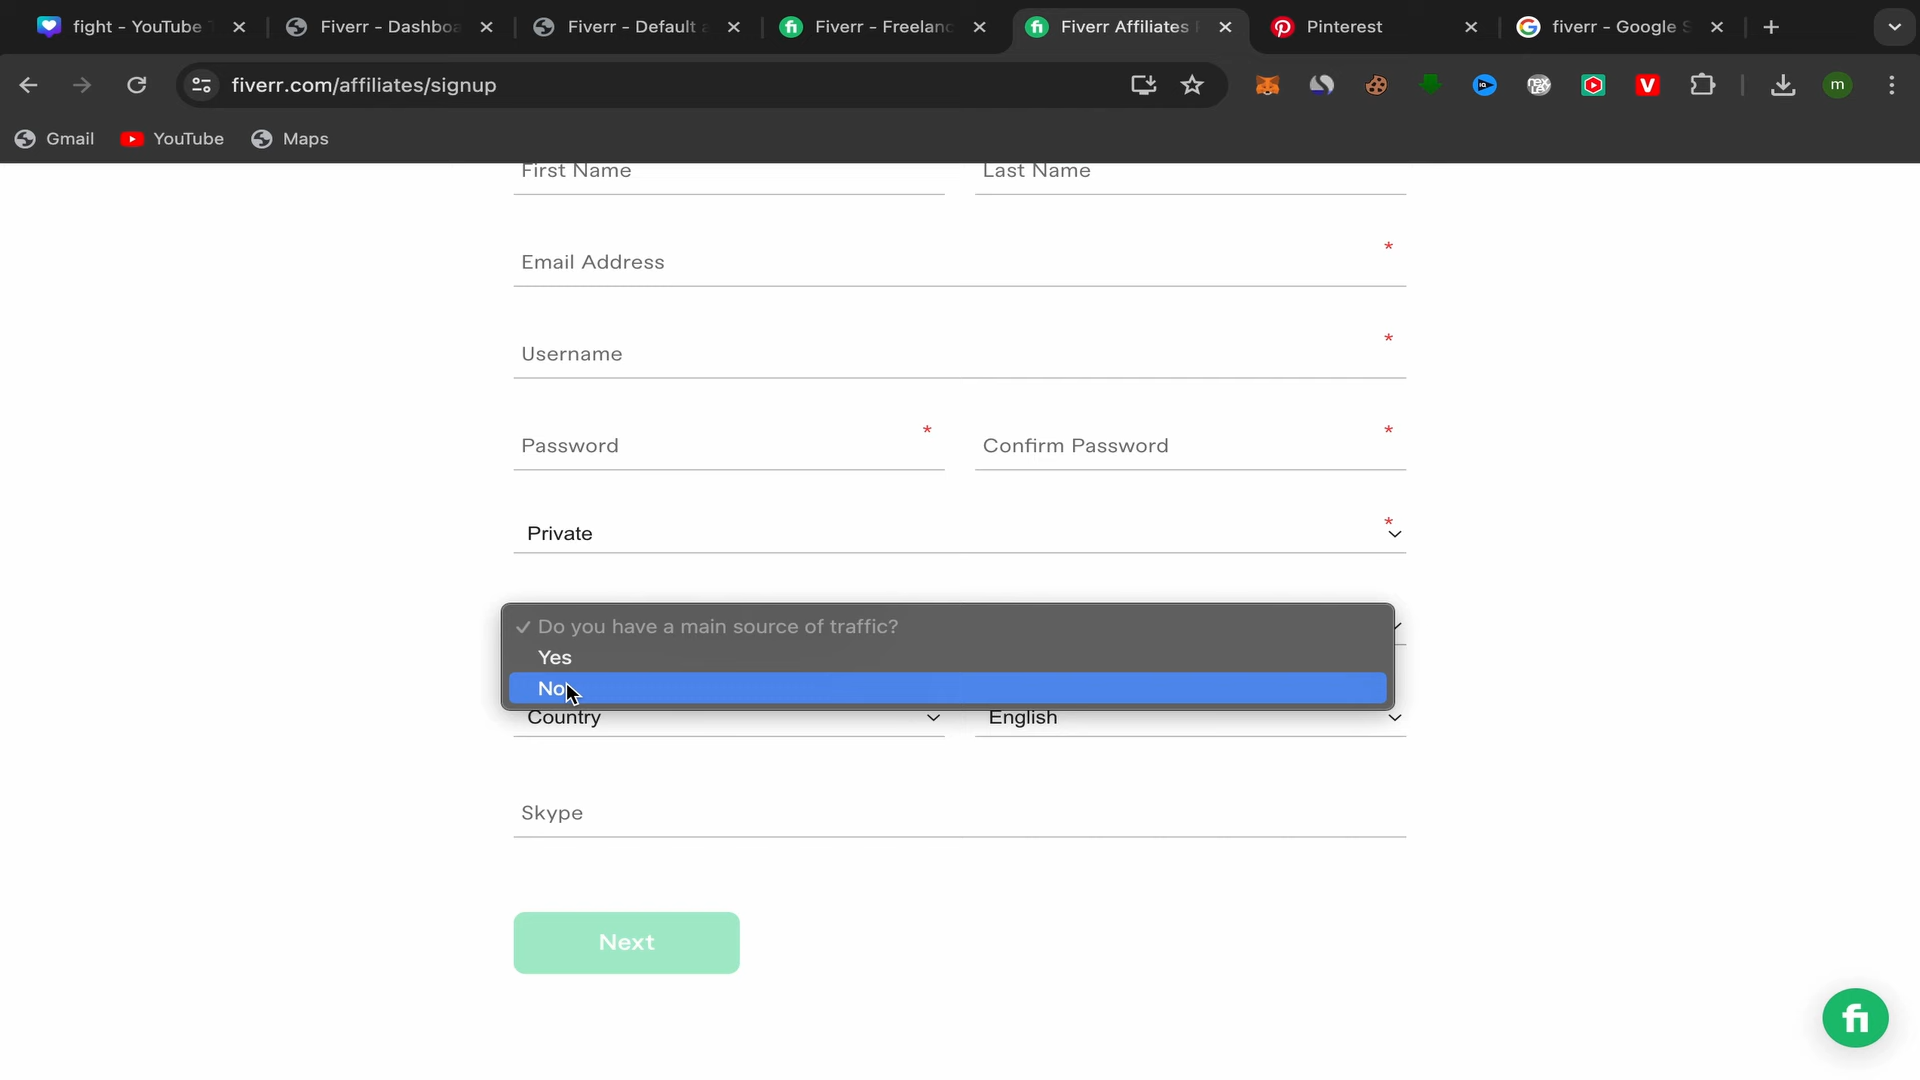 fight - YouTube
Fiverr - Dashboa
Fiverr - Default a
Fiverr - Freelanc
Fiverr Affiliates
Pinterest
fiverr - Google S
fiverr.com/affiliates/signup
m
Gmail
YouTube
Maps
First Name
Last Name
Email Address
*
Username
*
Password
*
Confirm Password
*
Private
*
✓ Do you have a main source of traffic?
Yes
No
Country
English
Skype
Next
fi